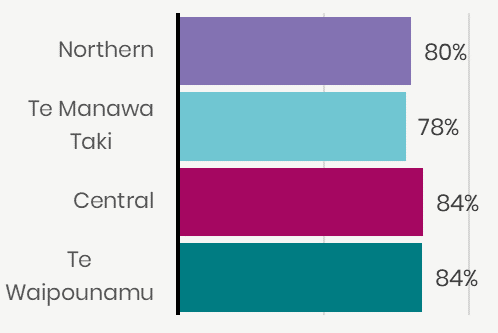 Northern
80%
Te Manawa
Taki
78%
Central
84%
Te
Waipounamu
84%